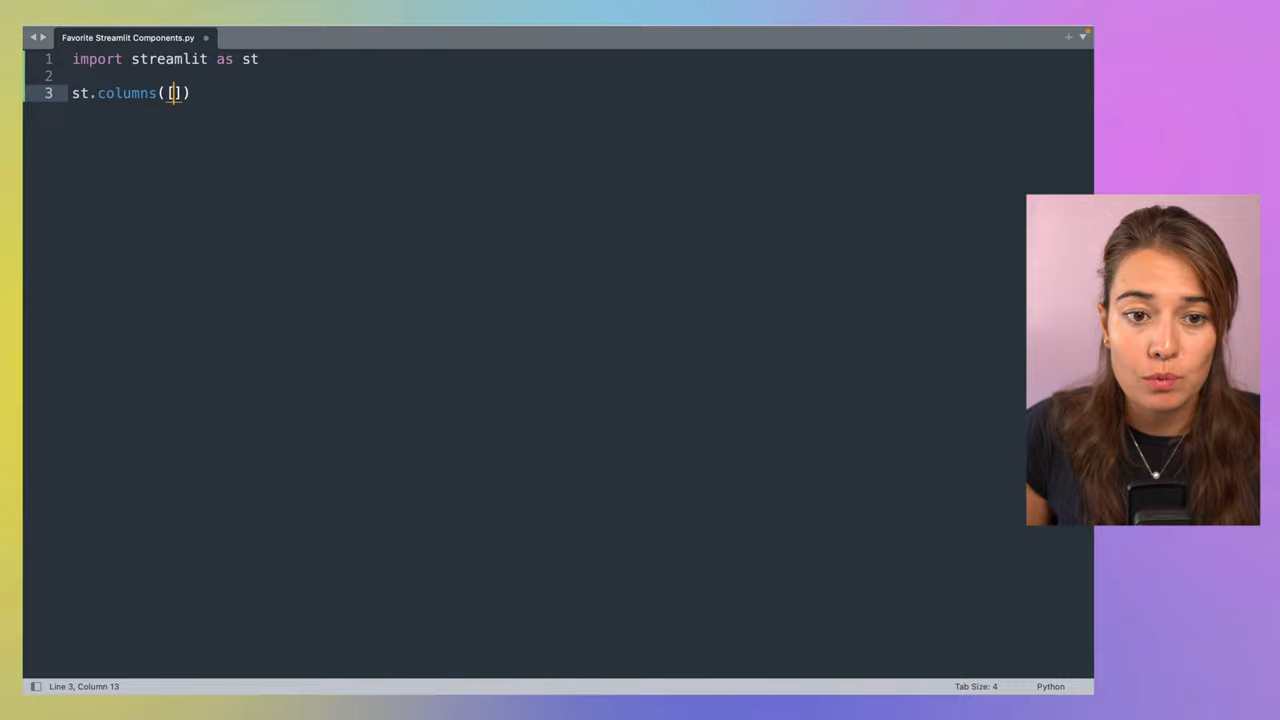 Favorite Streamlit Components.py
1 import streamlit as st
2
3 st.columns([])
Line 3, Column 13
Tab Size: 4
Python